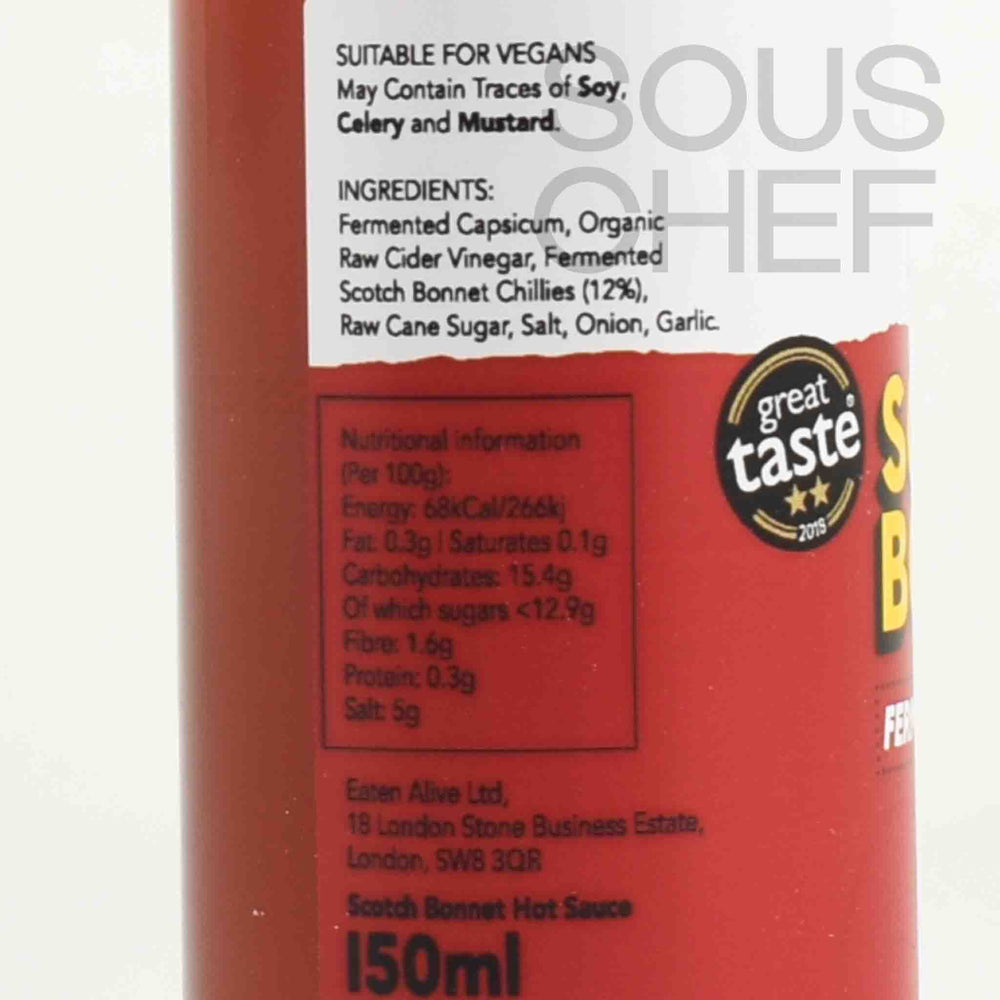 SUITABLE FOR VEGANS
May Contain Traces of Soy,
Celery and Mustard.
INGREDIENTS:
Fermented Capsicum, Organic
Raw Cider Vinegar, Fermented
Scotch Bonnet Chillies (12%),
Raw Cane Sugar, Salt, Onion, Garlic.
SOUS
CHEF
great
taste
2018
Nutritional information
(Per 100g):
Energy: 68kCal/266kj
Fat: 0.3g | Saturates 0.1g
Carbohydrates: 15.4g
Of which sugars <12.9g
Fibre: 1.6g
Protein: 0.3g
Salt: 5g
Eaten Alive Ltd,
18 London Stone Business Estate,
London, SW8 3QR
Scotch Bonnet Hot Sauce
150ml